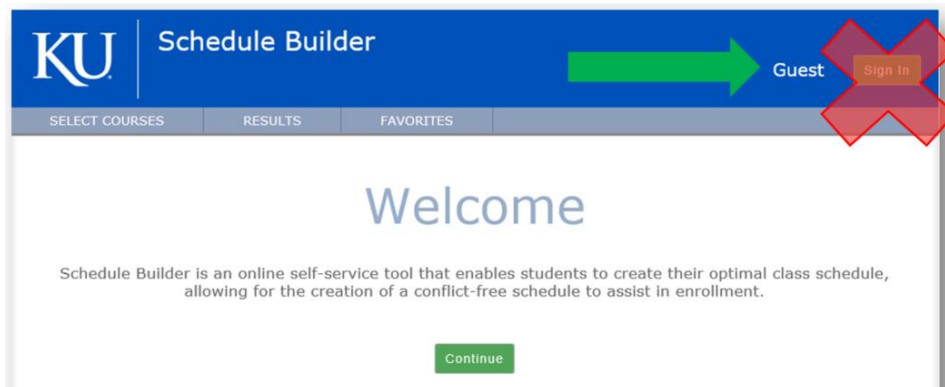 KU
Schedule Builder
Guest
Sign In
SELECT COURSES
RESULTS
FAVORITES
Welcome
Schedule Builder is an online self-service tool that enables students to create their optimal class schedule,
allowing for the creation of a conflict-free schedule to assist in enrollment.
Continue